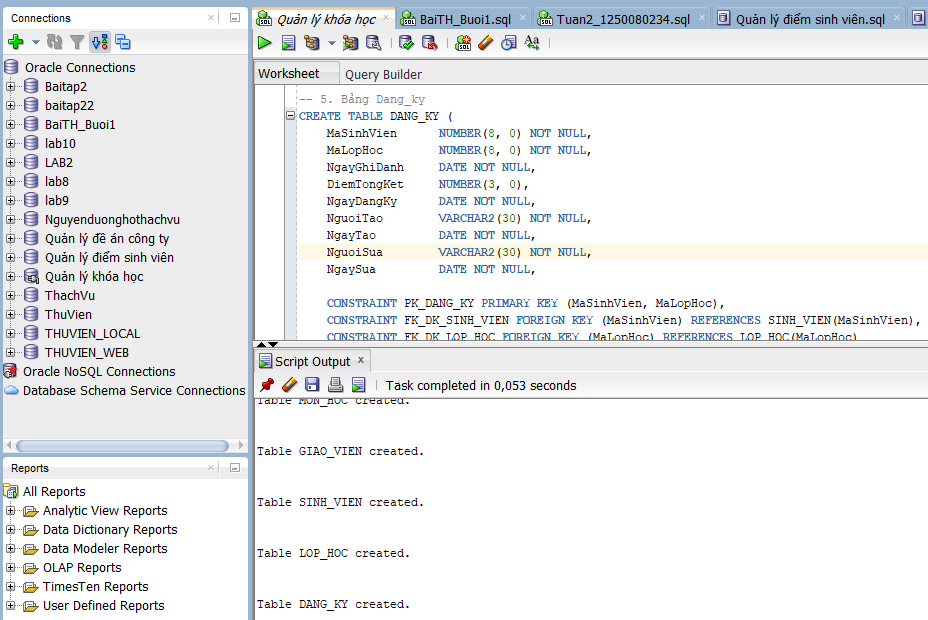 Connections
Oracle Connections
Baitap2
baitap22
BaiTH_Buoi1
lab10
LAB2
lab8
lab9
Nguyenduonghothachvu
Quản lý đề án công ty
Quản lý điểm sinh viên
Quản lý khóa học
ThachVu
ThuVien
THUVIEN_LOCAL
THUVIEN_WEB
Oracle NoSQL Connections
Database Schema Service Connections
Reports
All Reports
Analytic View Reports
Data Dictionary Reports
Data Modeler Reports
OLAP Reports
TimesTen Reports
User Defined Reports
Quản lý khóa học BaiTH_Buoi1.sql Tuan2_1250080234.sql Quản lý điểm sinh viên.sql
Worksheet Query Builder
-- 5. Bảng Dang_ky
CREATE TABLE DANG_KY (
MaSinhVien NUMBER(8, 0) NOT NULL,
MaLopHoc NUMBER(8, 0) NOT NULL,
NgayGhiDanh DATE NOT NULL,
DiemTongKet NUMBER(3, 0),
NgayDangKy DATE NOT NULL,
NguoiTao VARCHAR2(30) NOT NULL,
NgayTao DATE NOT NULL,
NguoiSua VARCHAR2(30) NOT NULL,
NgaySua DATE NOT NULL,
CONSTRAINT PK_DANG_KY PRIMARY KEY (MaSinhVien, MaLopHoc),
CONSTRAINT FK_DK_SINH_VIEN FOREIGN KEY (MaSinhVien) REFERENCES SINH_VIEN(MaSinhVien),
CONSTRAINT FK_DK_LOP_HOC FOREIGN KEY (MaLopHoc) REFERENCES LOP_HOC(MaLopHoc)
Script Output
Task completed in 0,053 seconds
Table MON_HOC created.
Table GIAO_VIEN created.
Table SINH_VIEN created.
Table LOP_HOC created.
Table DANG_KY created.